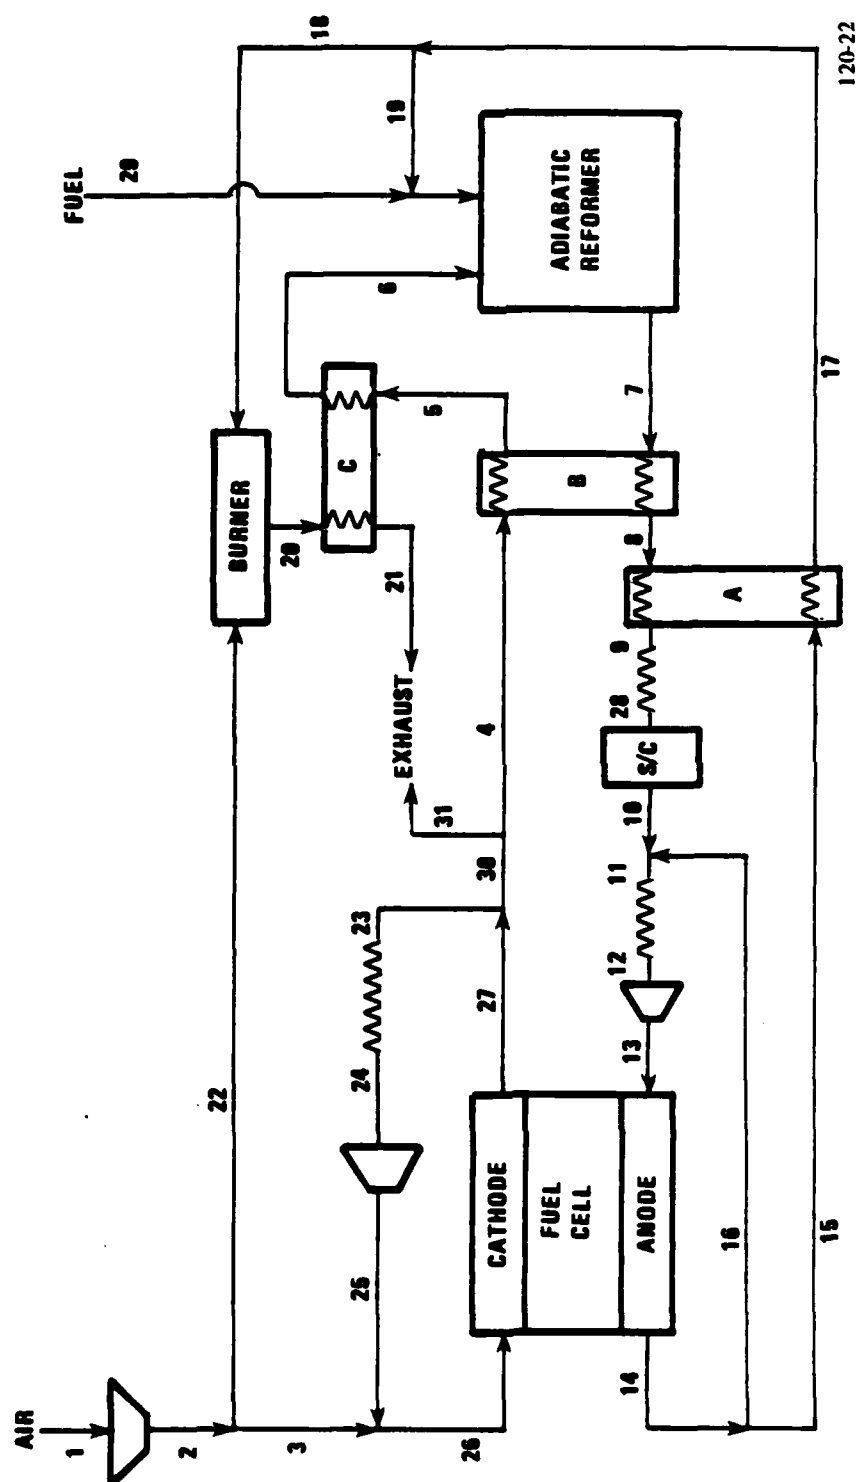 AIR
1
FUEL
29
2
22
BURNER
18
3
20
25
24
23
C
21
6
19
EXHAUST
5
31
26
27
30
4
CATHODE
FUEL
CELL
ANODE
B
ADIABATIC
REFORMER
14
13
12
11
10
S/C
28
9
8
7
16
A
15
17
120-22